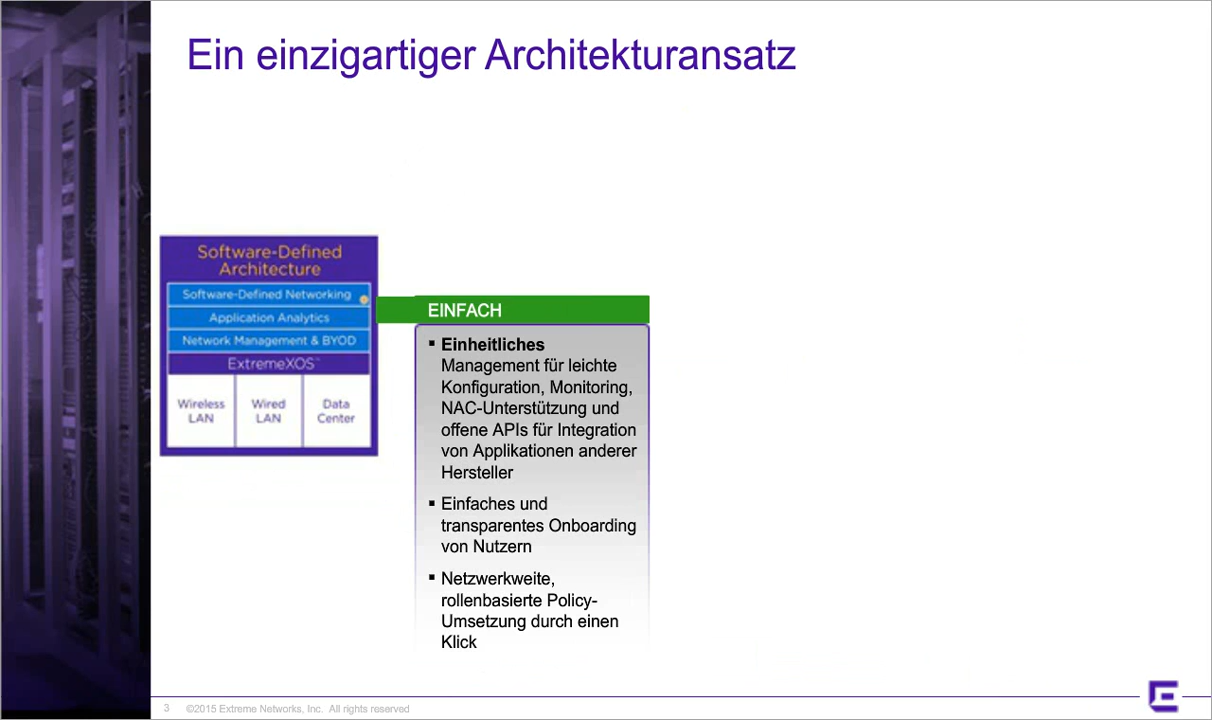 Ein einzigartiger Architekturansatz
Software-Defined
Architecture
Software-Defined Networking
Application Analytics
Network Management & BYOD
ExtremeXOS™
Wireless
LAN
Wired
LAN
Data
Center
EINFACH
▪ Einheitliches
Management für leichte
Konfiguration, Monitoring,
NAC-Unterstützung und
offene APIs für Integration
von Applikationen anderer
Hersteller
▪ Einfaches und
transparentes Onboarding
von Nutzern
▪ Netzwerkweite,
rollenbasierte Policy-
Umsetzung durch einen
Klick
3 ©2015 Extreme Networks, Inc. All rights reserved